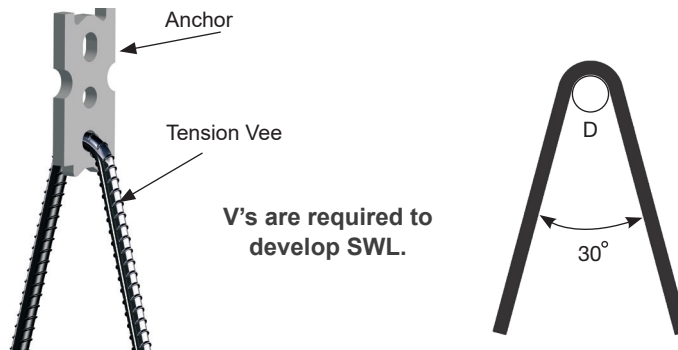 Anchor
Tension Vee
V's are required to
develop SWL.
D
30°